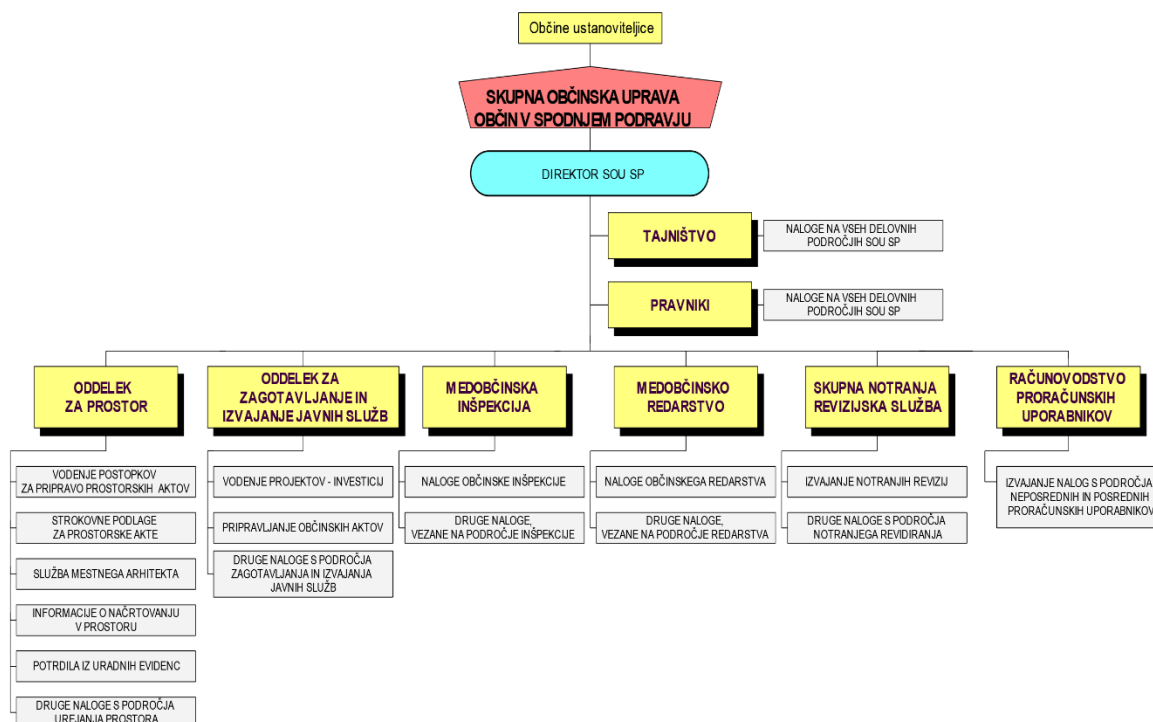 Občine ustanoviteljice
SKUPNA OBČINSKA UPRAVA
OBČIN V SPODNJEM PODRAVJU
DIREKTOR SOU SP
TAJNIŠTVO
NALOGE NA VSEH DELOVNIH
PODROČJIH SOU SP
PRAVNIKI
NALOGE NA VSEH DELOVNIH
PODROČJIH SOU SP
ODDELEK
ZA PROSTOR
VODENJE POSTOPKOV
ZA PRIPRAVO PROSTORSKIH AKTOV
STROKOVNE PODLAGE
ZA PROSTORSKE AKTE
SLUŽBA MESTNEGA ARHITEKTA
INFORMACIJE O NAČRTOVANJU
V PROSTORU
POTRDILA IZ URADNIH EVIDENC
DRUGE NALOGE S PODROČJA
UREJANJA PROSTORA
ODDELEK ZA
ZAGOTAVLJANJE IN
IZVAJANJE JAVNIH SLUŽB
VODENJE PROJEKTOV - INVESTICIJ
PRIPRAVLJANJE OBČINSKIH AKTOV
DRUGE NALOGE S PODROČJA
ZAGOTAVLJANJA IN IZVAJANJA
JAVNIH SLUŽB
MEDOBČINSKA
INŠPEKCIJA
NALOGE OBČINSKE INŠPEKCIJE
DRUGE NALOGE,
VEZANE NA PODROČJE INŠPEKCIJE
MEDOBČINSKO
REDARSTVO
NALOGE OBČINSKEGA REDARSTVA
DRUGE NALOGE,
VEZANE NA PODROČJE REDARSTVA
SKUPNA NOTRANJA
REVIZIJSKA SLUŽBA
IZVAJANJE NOTRANJIH REVIZIJ
DRUGE NALOGE S PODROČJA
NOTRANJEGA REVIDIRANJA
RAČUNOVODSTVO
PRORAČUNSKIH
UPORABNIKOV
IZVAJANJE NALOG S PODROČJA
NEPOSREDNIH IN POSREDNIH
PRORAČUNSKIH UPORABNIKOV